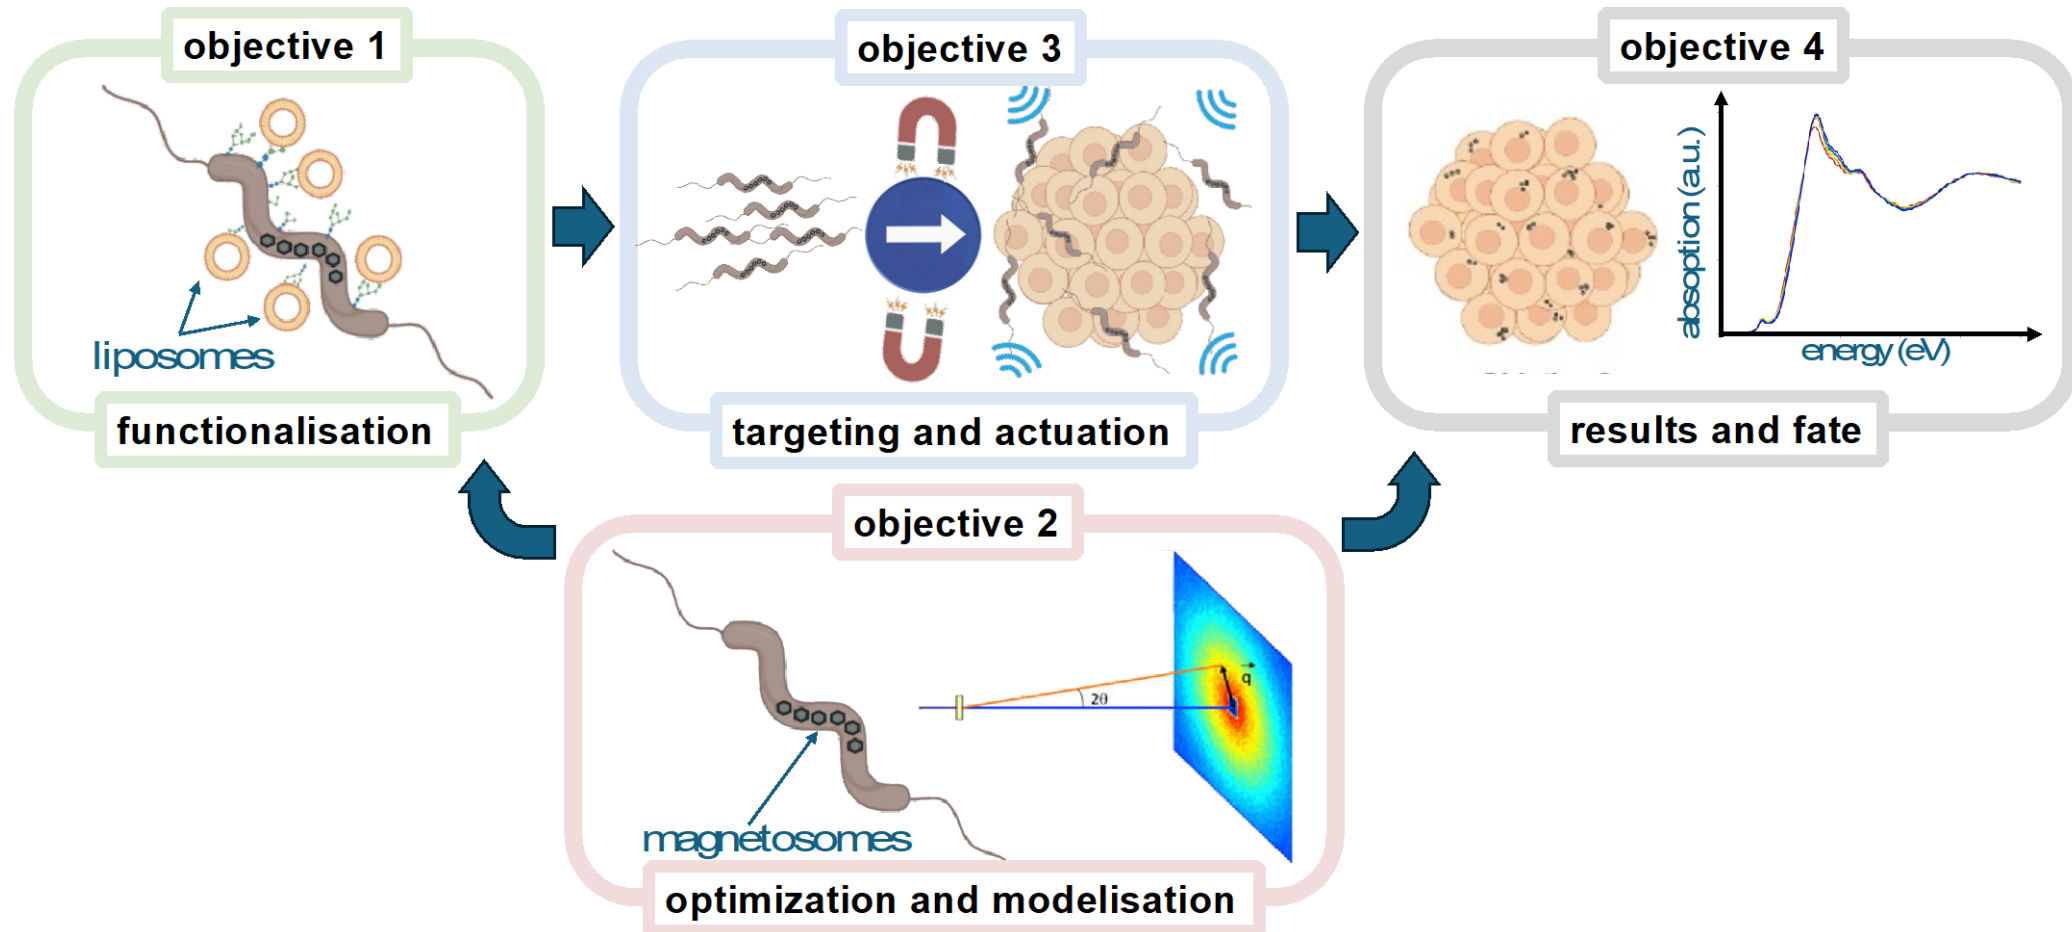 objective 1
liposomes
functionalisation
objective 3
targeting and actuation
objective 4
absoption (a.u.)
energy (eV)
results and fate
objective 2
2θ
q
magnetosomes
optimization and modelisation